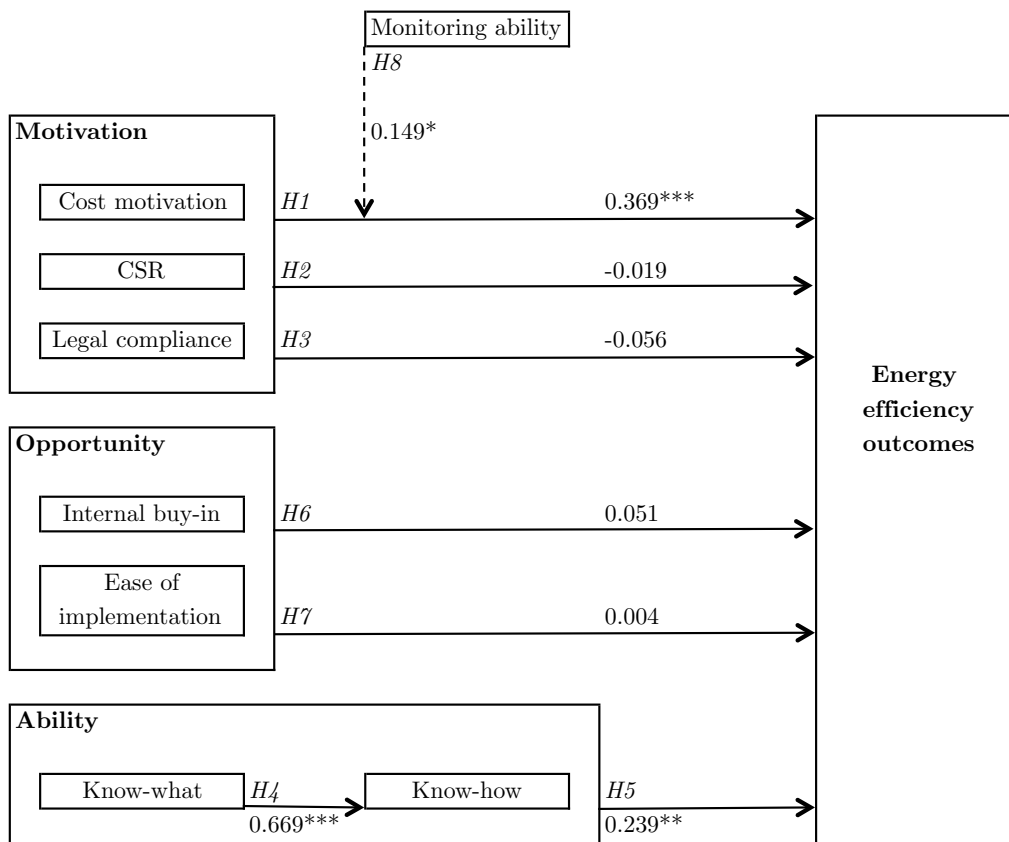 Monitoring ability
H8
0.149*
Motivation
Cost motivation
H1
0.369***
CSR
H2
-0.019
Legal compliance
H3
-0.056
Energy
efficiency
outcomes
Opportunity
Internal buy-in
H6
0.051
Ease of
implementation
H7
0.004
Ability
Know-what
H4
0.669***
Know-how
H5
0.239**